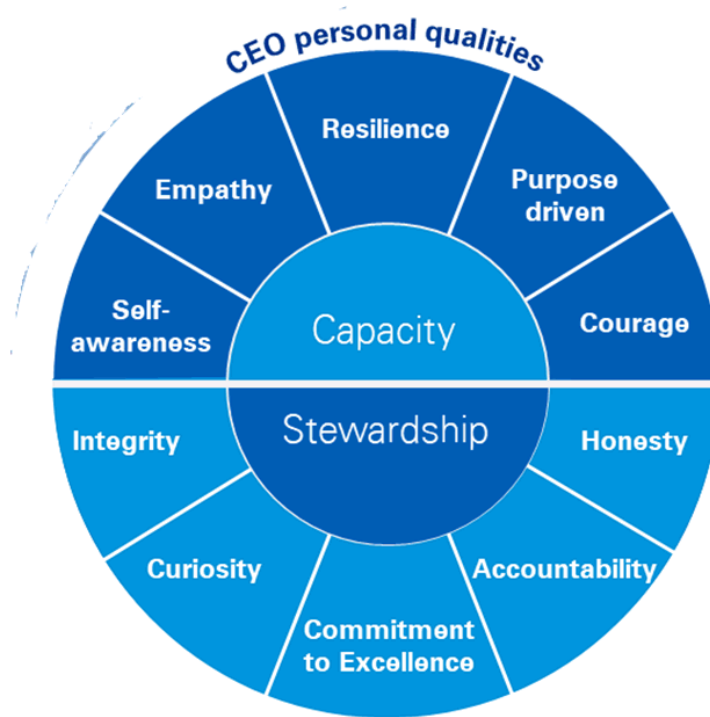 CEO personal qualities
Resilience
Empathy
Purpose
driven
Self-
awareness
Capacity
Courage
Integrity
Stewardship
Honesty
Curiosity
Accountability
Commitment
to Excellence